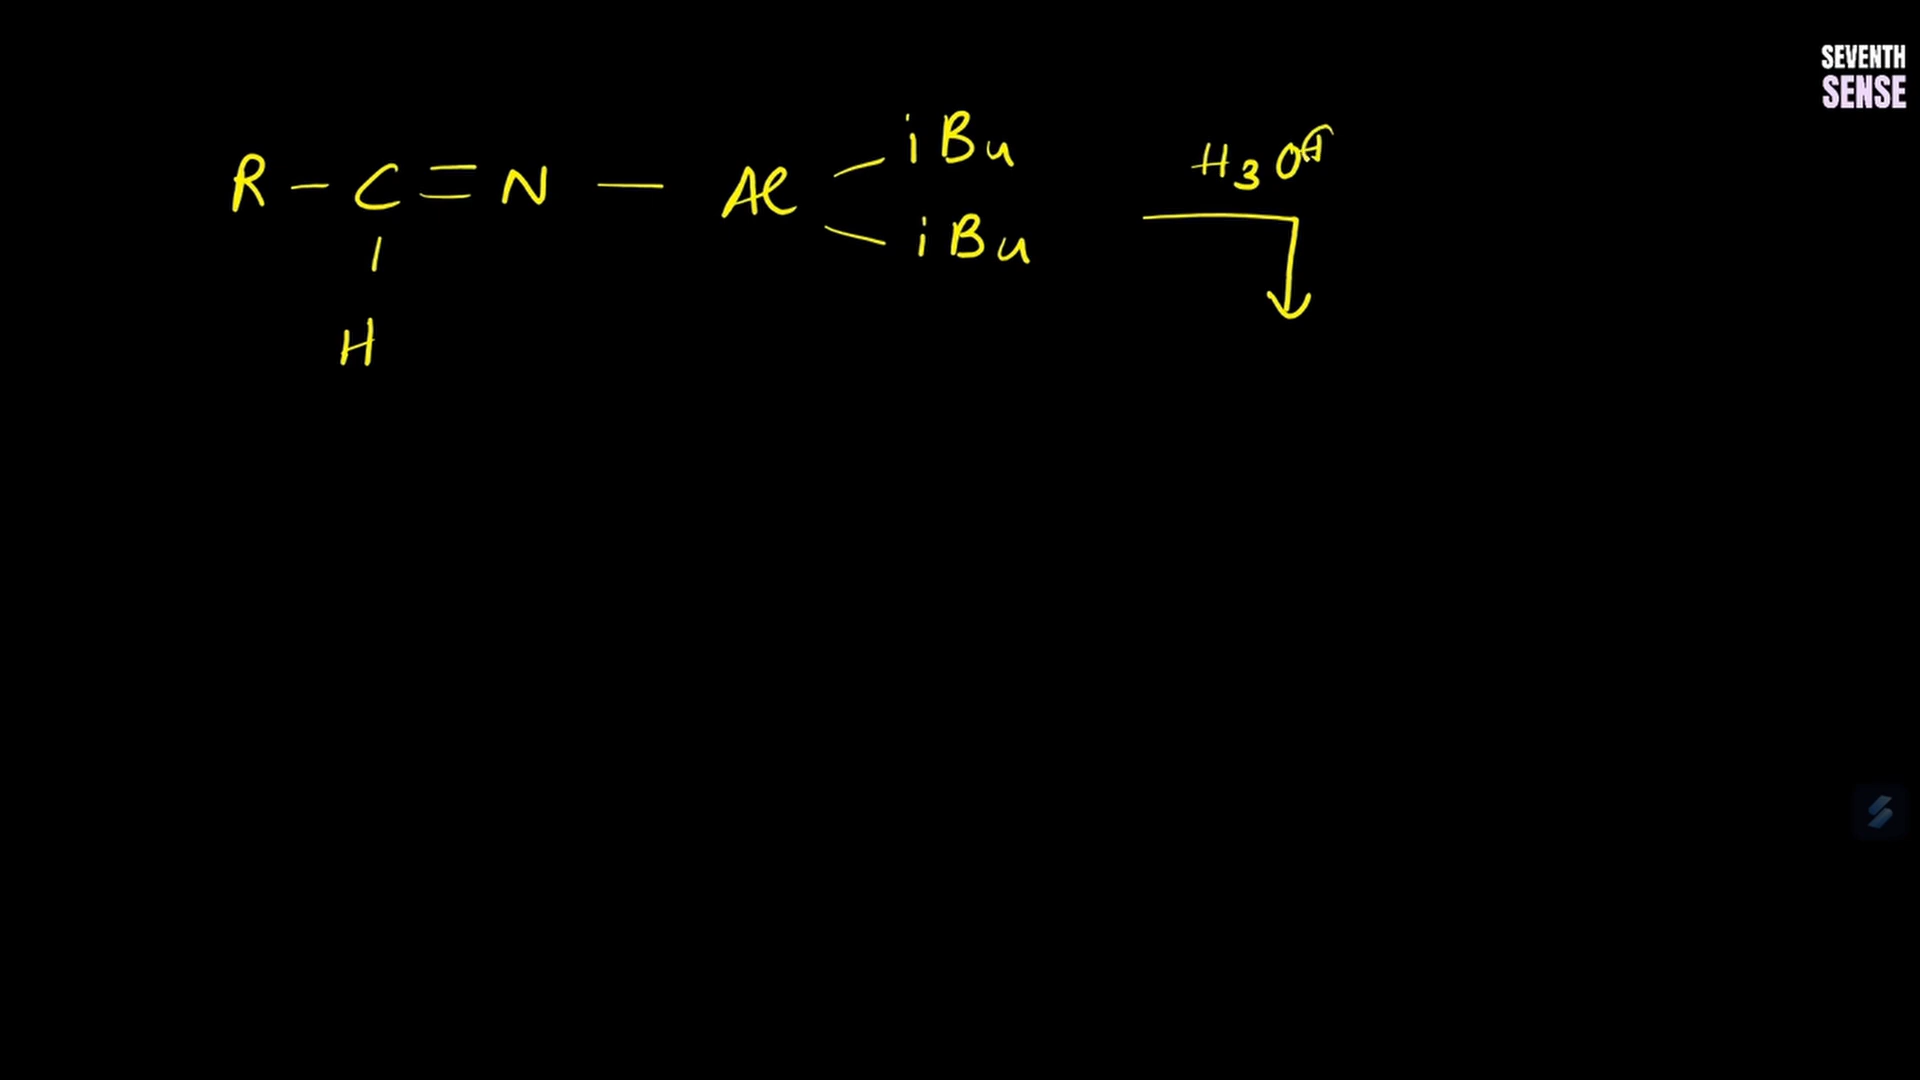 SEVENTH
SENSE
R - C = N - Al
iBu
iBu
H
H3O⊕